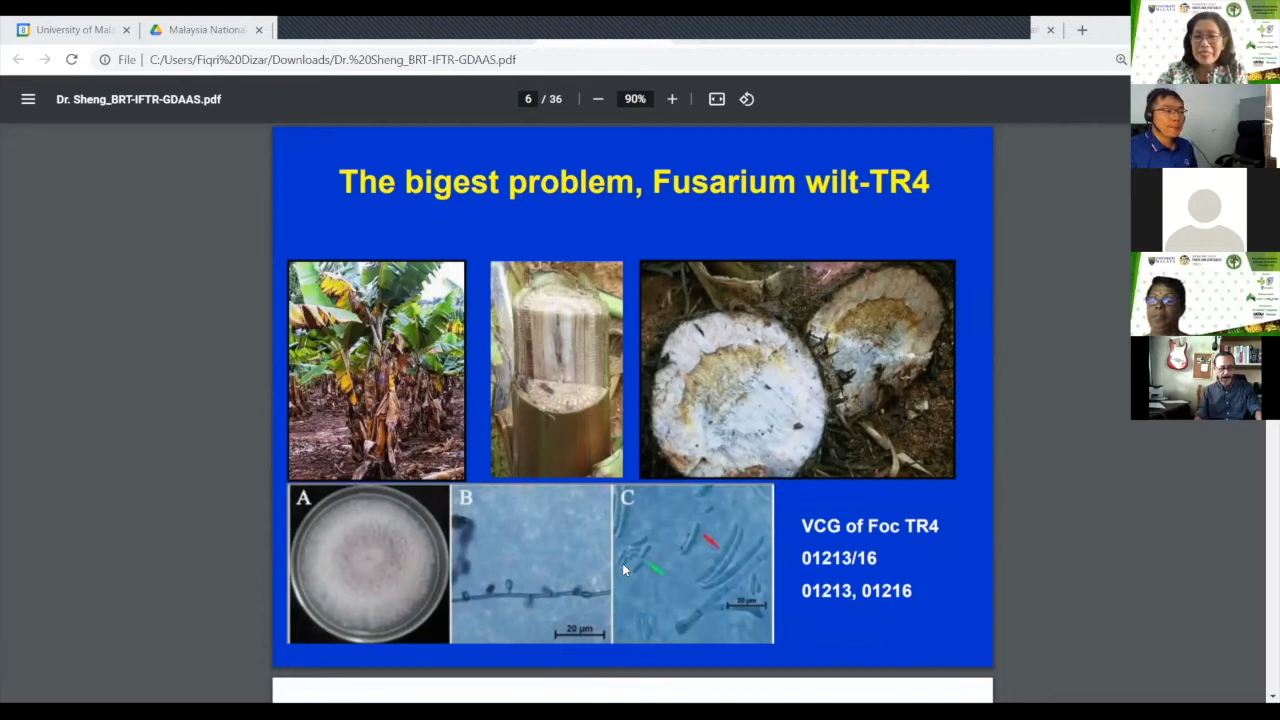 University of Mal
Malaysia Nationa
File
C:/Users/Fiqri%20Dizar/Downloads/Dr.%20Sheng_BRT-IFTR-GDAAS.pdf
Dr. Sheng_BRT-IFTR-GDAAS.pdf
6 / 36
90%
The bigest problem, Fusarium wilt-TR4
A
B
C
20 μm
20 μm
VCG of Foc TR4
01213/16
01213, 01216